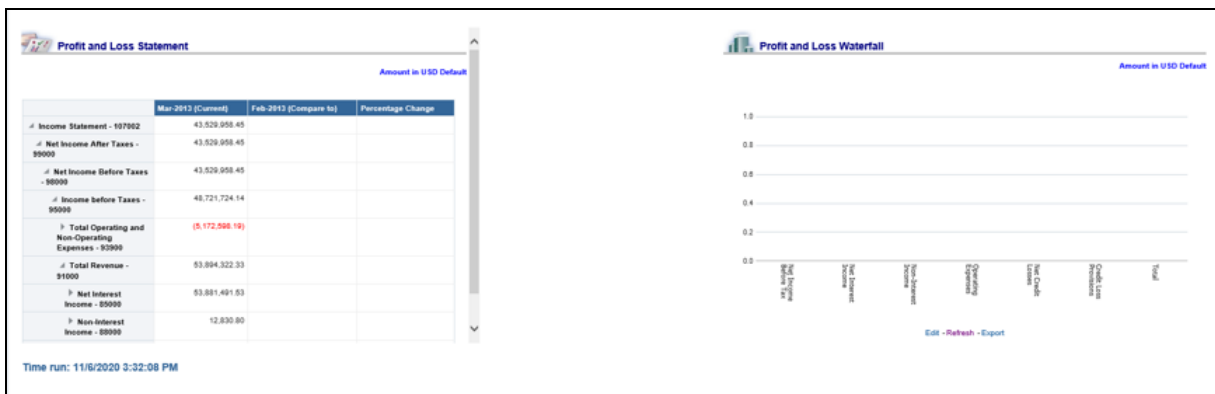 Profit and Loss Statement
Amount in USD Default
Mar-2013 (Current) Feb-2013 (Compare to) Percentage Change
Income Statement - 107002 43,529,958.45
Net Income After Taxes - 43,529,958.45
99000
Net Income Before Taxes 43,529,958.45
- 98000
Income before Taxes - 48,721,724.14
95000
Total Operating and (5,172,598.19)
Non-Operating
Expenses - 93900
Total Revenue - 53,894,322.33
91000
Net Interest 53,881,491.53
Income - 85000
Non-Interest 12,830.80
Income - 88000
Time run: 11/6/2020 3:32:08 PM
Profit and Loss Waterfall
Amount in USD Default
1.0
0.8
0.6
0.4
0.2
0.0
Net Income
Before Tax
Net Interest
Income
Non-Interest
Income
Operating
Expenses
Net Credit
Losses
Credit Loss
Provisions
Total
Edit - Refresh - Export